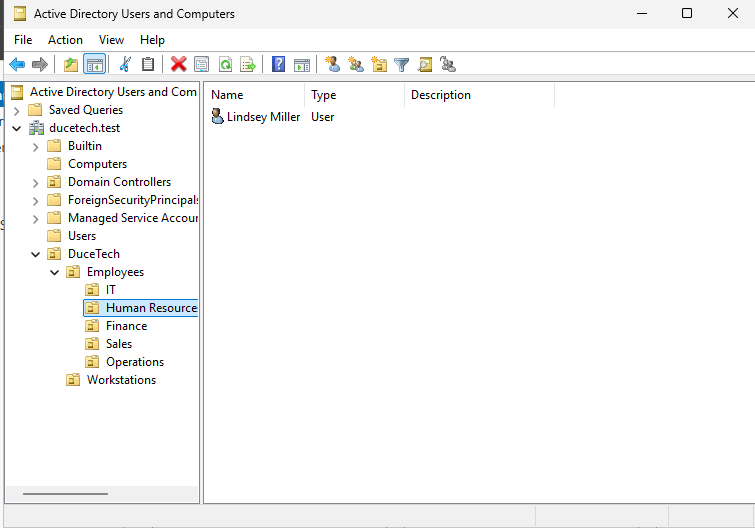 Active Directory Users and Computers
File Action View Help
Active Directory Users and Com
Saved Queries
ducetech.test
Builtin
Computers
Domain Controllers
ForeignSecurityPrincipals
Managed Service Accour
Users
DuceTech
Employees
IT
Human Resource
Finance
Sales
Operations
Workstations
Name Type Description
Lindsey Miller User